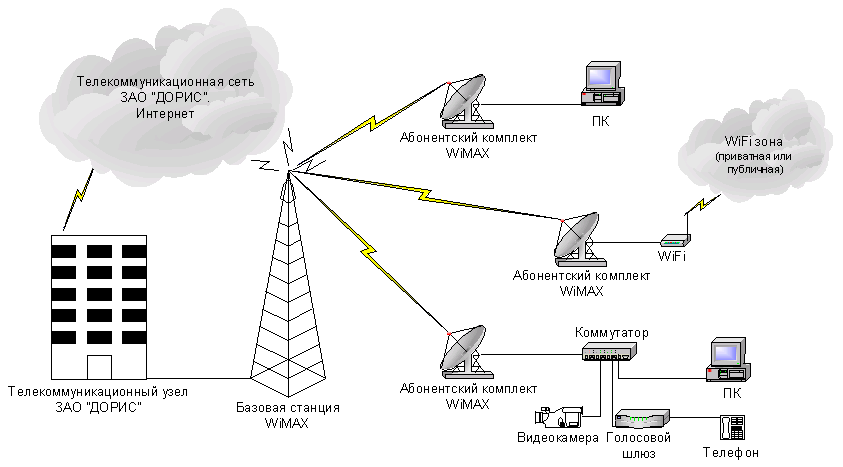 Телекоммуникационная сеть
ЗАО "ДОРИС".
Интернет
ПК
Абонентский комплект
WiMAX
WiFi зона
(приватная или
публичная)
WiFi
Абонентский комплект
WiMAX
Коммутатор
Абонентский комплект
WiMAX
ПК
Телекоммуникационный узел
ЗАО "ДОРИС"
Базовая станция
WiMAX
Видеокамера
Голосовой
шлюз
Телефон